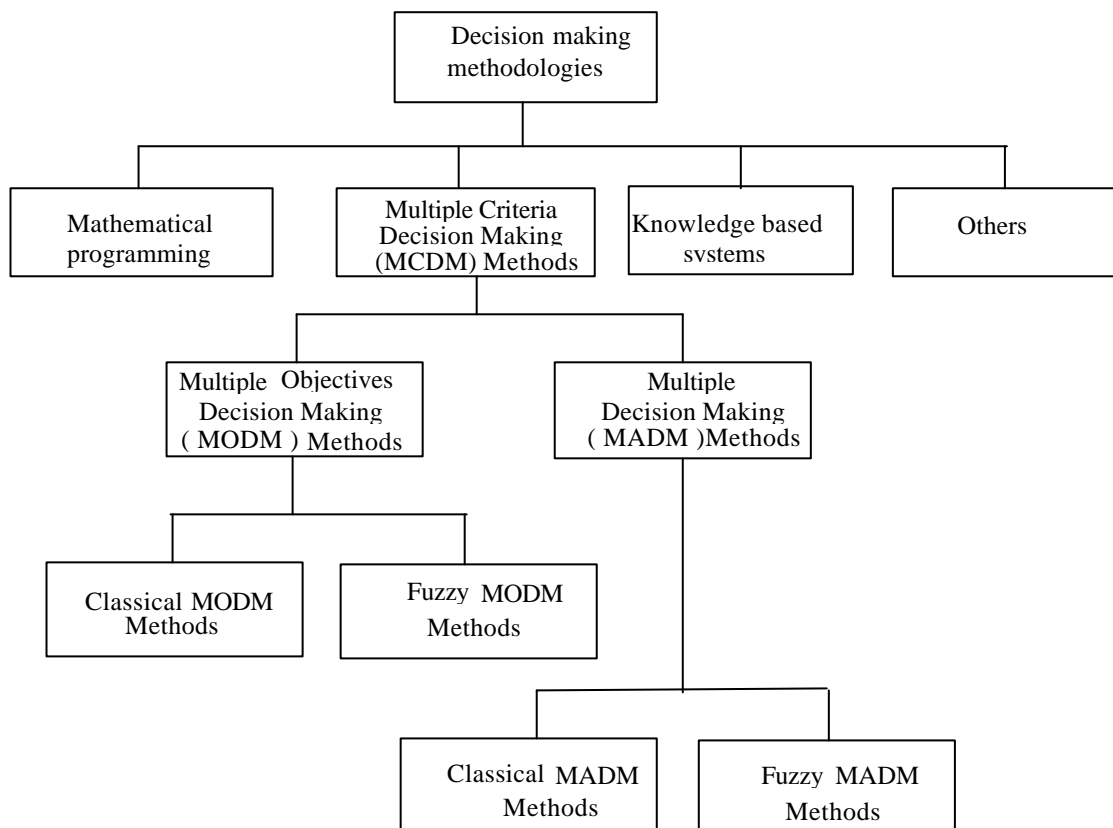 Decision making
methodologies
Mathematical
programming
Multiple Criteria
Decision Making
(MCDM) Methods
Knowledge based
systems
Others
Multiple Objectives
Decision Making
( MODM ) Methods
Multiple
Decision Making
( MADM )Methods
Classical MODM
Methods
Fuzzy MODM
Methods
Classical MADM
Methods
Fuzzy MADM
Methods